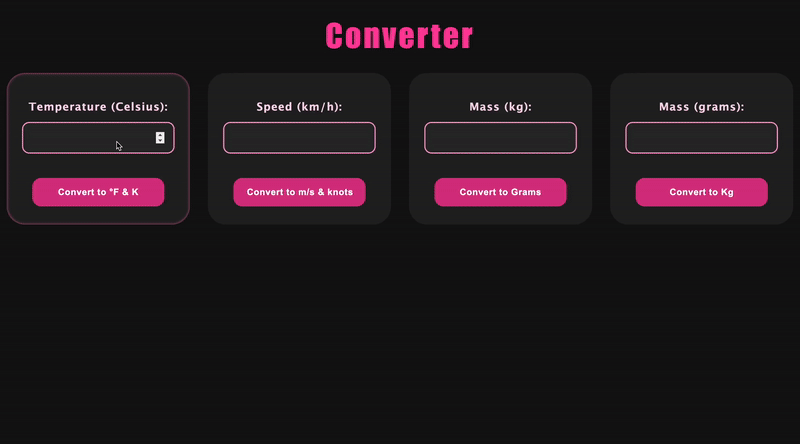 Converter
Temperature (Celsius):
Convert to °F & K
Speed (km/h):
Convert to m/s & knots
Mass (kg):
Convert to Grams
Mass (grams):
Convert to Kg